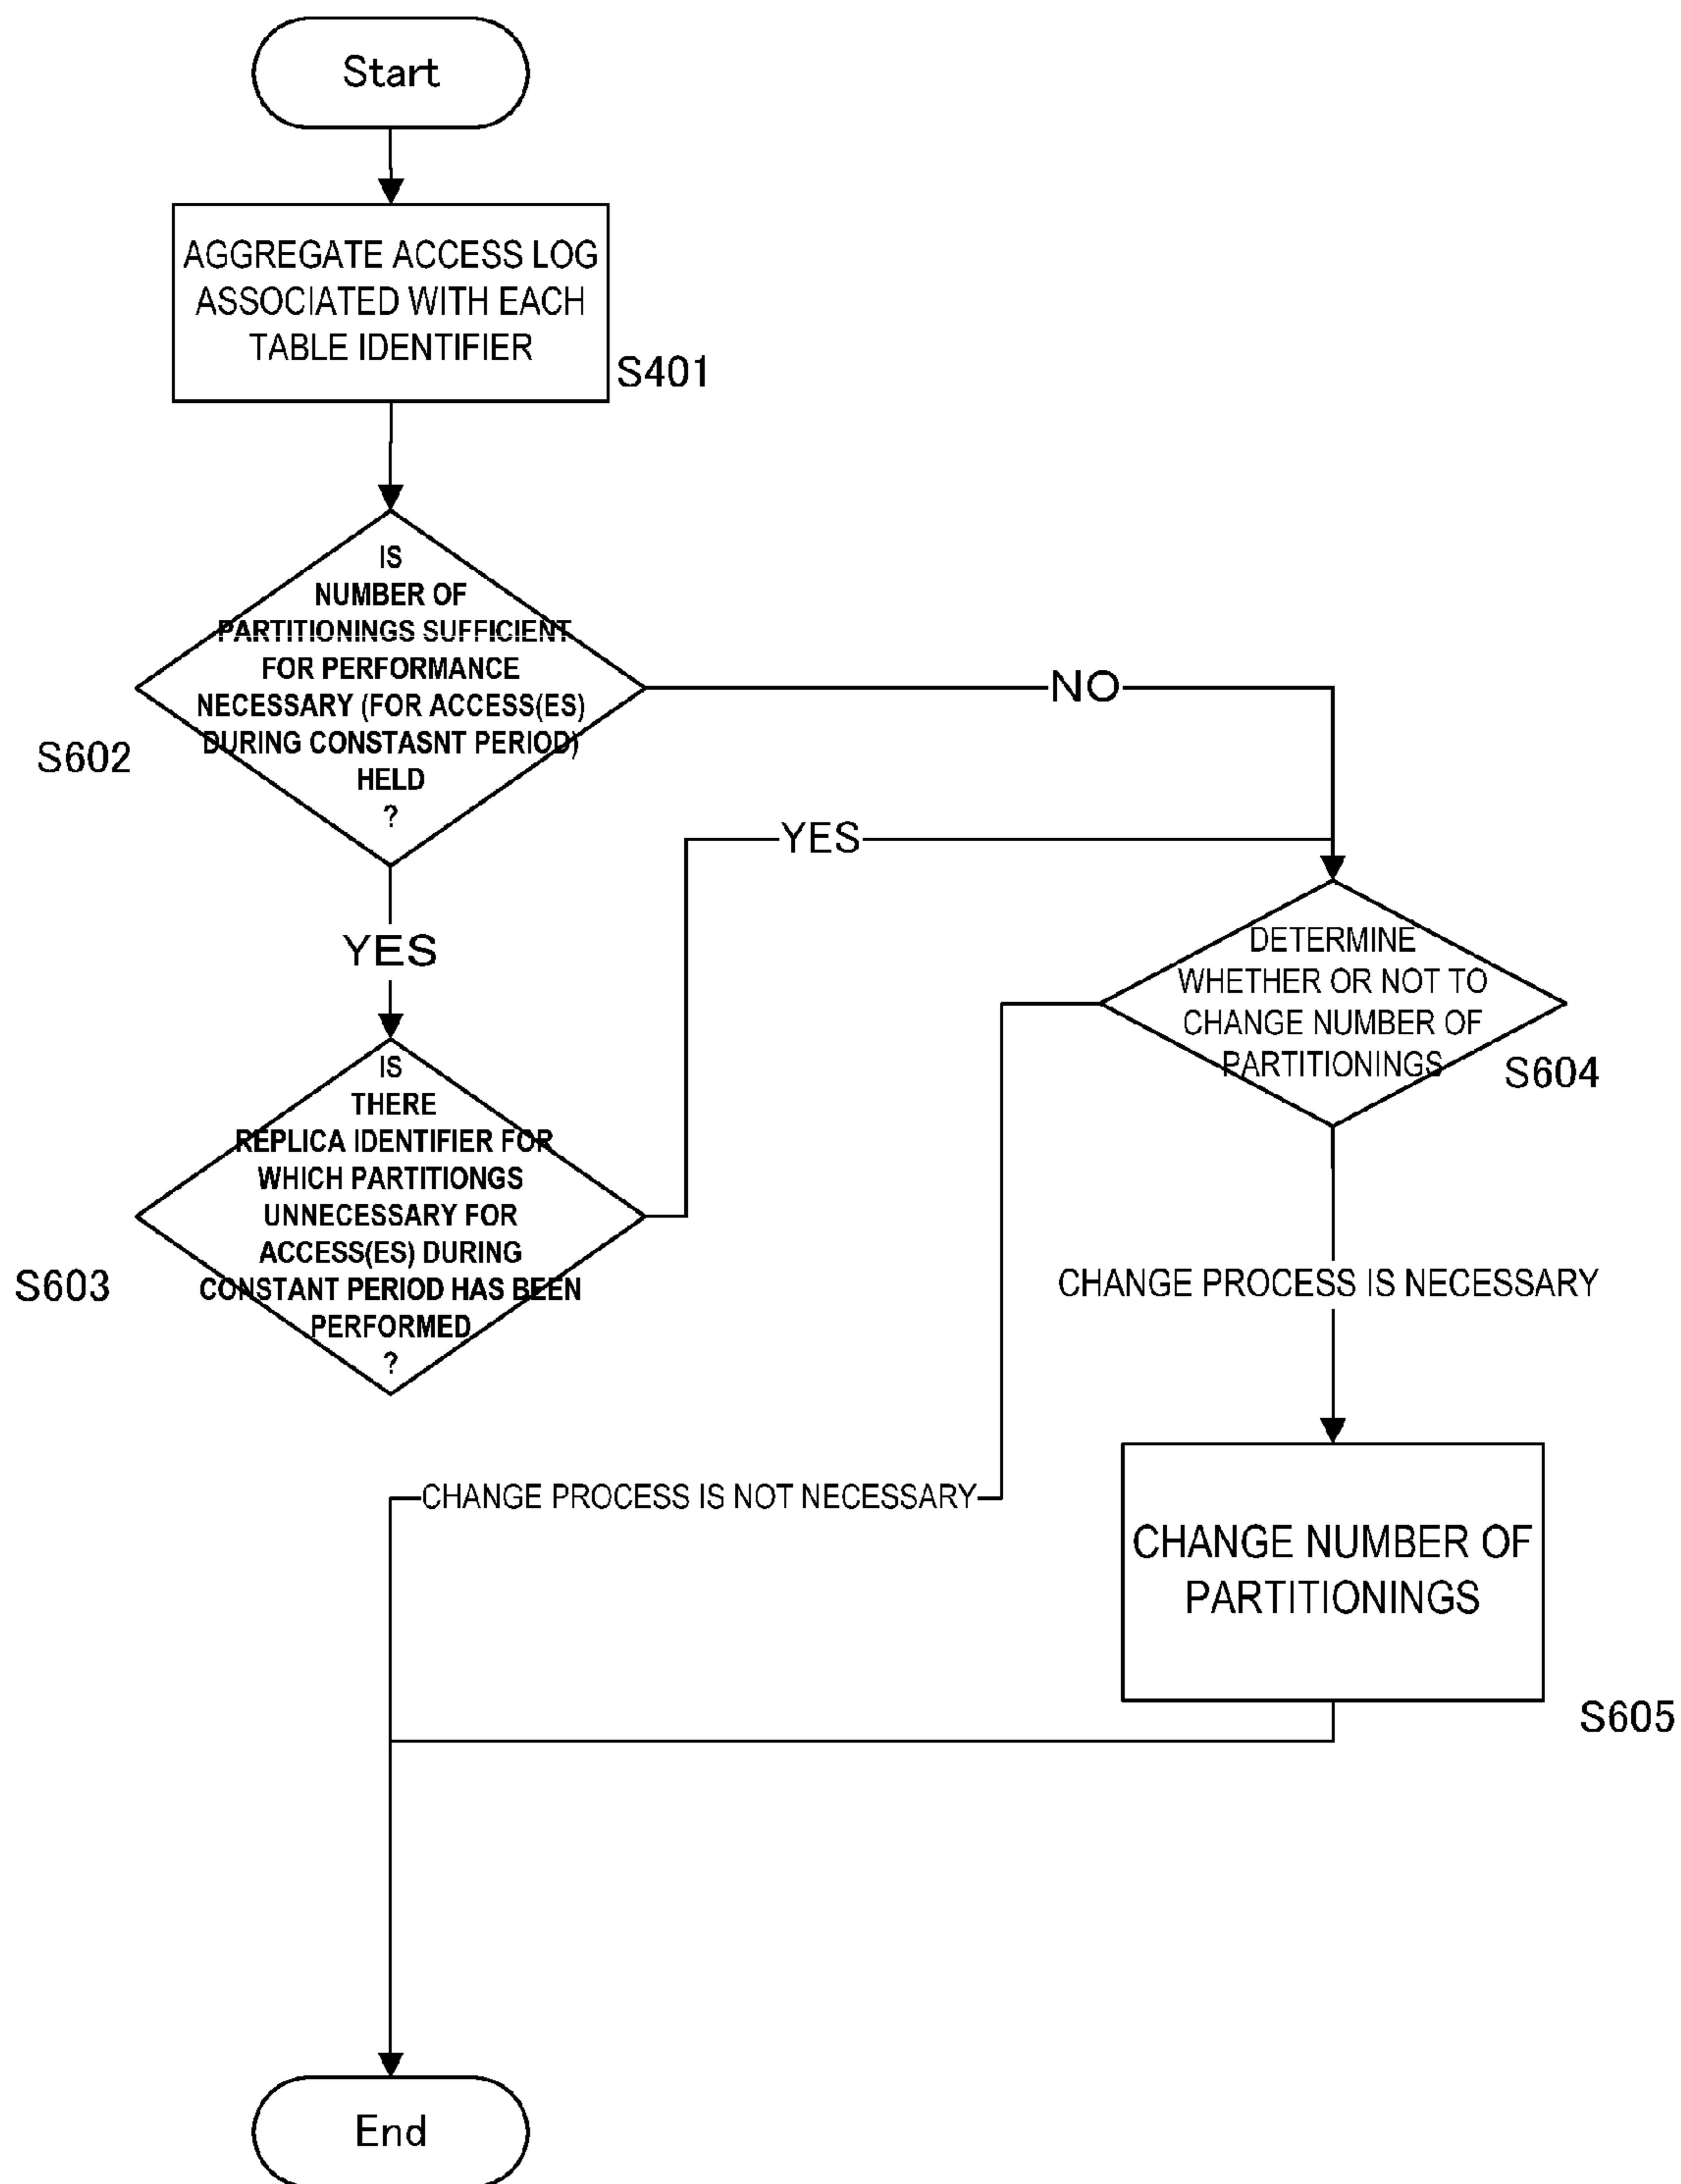 Start
AGGREGATE ACCESS LOG
ASSOCIATED WITH EACH
TABLE IDENTIFIER
S401
IS
NUMBER OF
PARTITIONINGS SUFFICIENT
FOR PERFORMANCE
NECESSARY (FOR ACCESS(ES)
DURING CONSTASNT PERIOD)
HELD
?
S602
NO
YES
YES
DETERMINE
WHETHER OR NOT TO
CHANGE NUMBER OF
PARTITIONINGS
S604
IS
THERE
REPLICA IDENTIFIER FOR
WHICH PARTITIONGS
UNNECESSARY FOR
ACCESS(ES) DURING
CONSTANT PERIOD HAS BEEN
PERFORMED
?
S603
CHANGE PROCESS IS NECESSARY
CHANGE PROCESS IS NOT NECESSARY
CHANGE NUMBER OF
PARTITIONINGS
S605
End